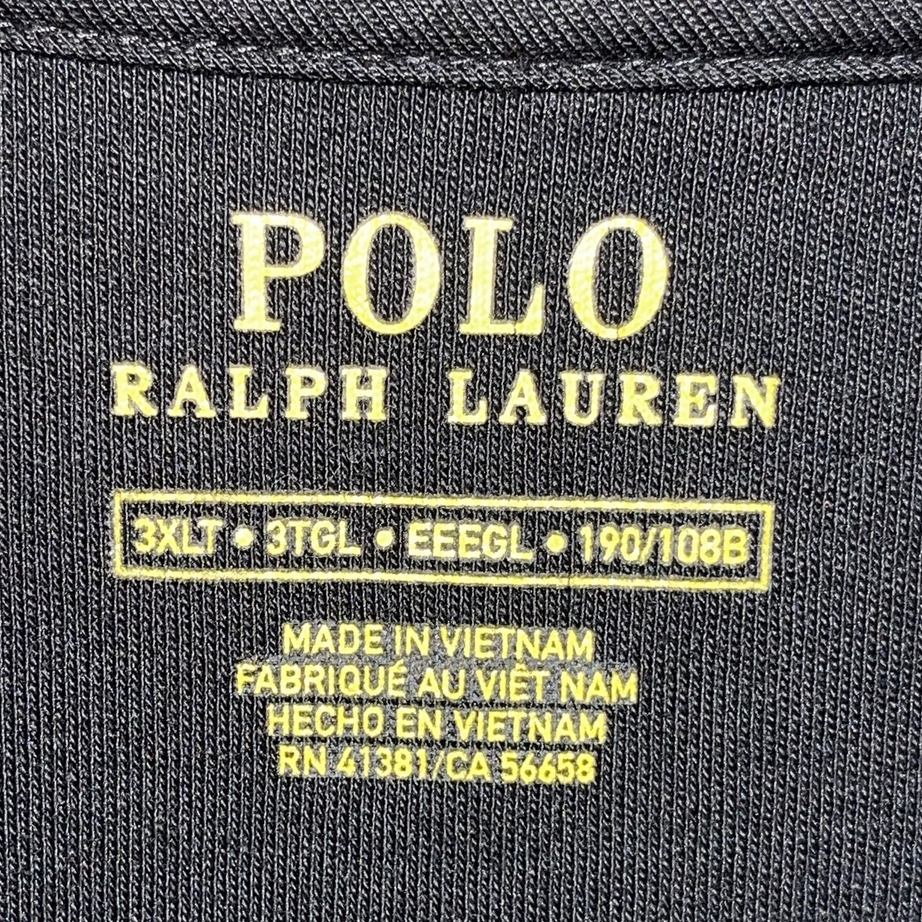 POLO
RALPH LAUREN
3XLT • 3TGL • EEEGL • 190/108B
MADE IN VIETNAM
FABRIQUÉ AU VIÊT NAM
HECHO EN VIETNAM
RN 41381/CA 56658